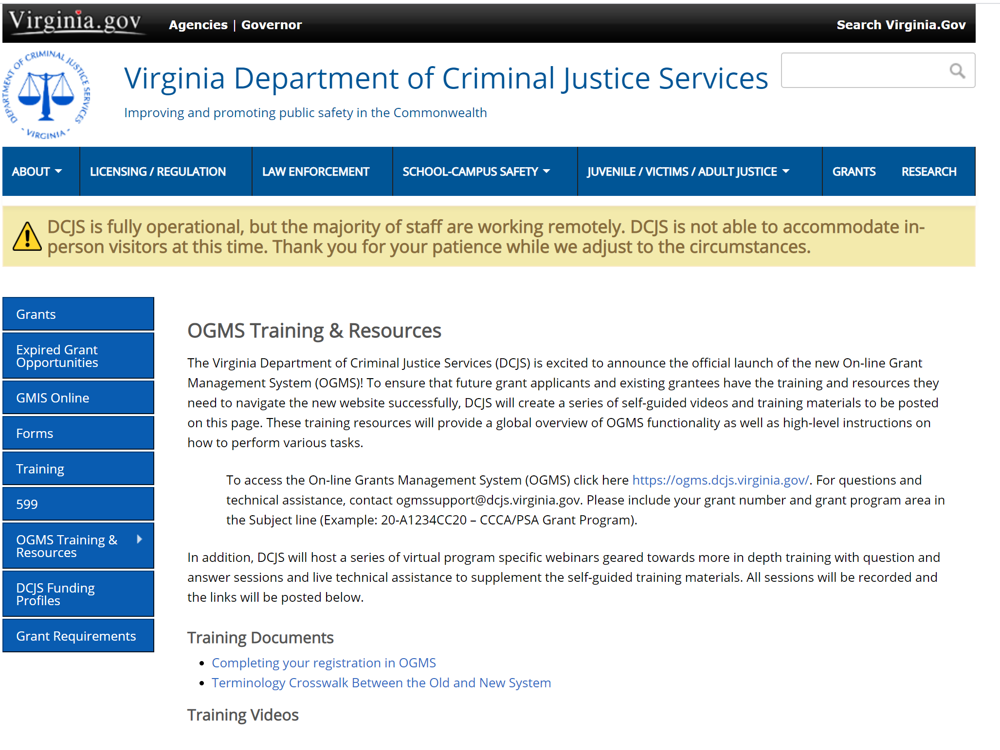 Virginia.gov Agencies | Governor Search Virginia.Gov
DEPARTMENT OF CRIMINAL JUSTICE SERVICES
- VIRGINIA -
Virginia Department of Criminal Justice Services
Improving and promoting public safety in the Commonwealth
ABOUT LICENSING / REGULATION LAW ENFORCEMENT SCHOOL-CAMPUS SAFETY JUVENILE / VICTIMS / ADULT JUSTICE GRANTS RESEARCH
DCJS is fully operational, but the majority of staff are working remotely. DCJS is not able to accommodate in-
person visitors at this time. Thank you for your patience while we adjust to the circumstances.
Grants
Expired Grant
Opportunities
GMIS Online
Forms
Training
599
OGMS Training &
Resources
DCJS Funding
Profiles
Grant Requirements
OGMS Training & Resources
The Virginia Department of Criminal Justice Services (DCJS) is excited to announce the official launch of the new On-line Grant
Management System (OGMS)! To ensure that future grant applicants and existing grantees have the training and resources they
need to navigate the new website successfully, DCJS will create a series of self-guided videos and training materials to be posted
on this page. These training resources will provide a global overview of OGMS functionality as well as high-level instructions on
how to perform various tasks.
To access the On-line Grants Management System (OGMS) click here https://ogms.dcjs.virginia.gov/. For questions and
technical assistance, contact ogmssupport@dcjs.virginia.gov. Please include your grant number and grant program area in
the Subject line (Example: 20-A1234CC20 – CCCA/PSA Grant Program).
In addition, DCJS will host a series of virtual program specific webinars geared towards more in depth training with question and
answer sessions and live technical assistance to supplement the self-guided training materials. All sessions will be recorded and
the links will be posted below.
Training Documents
Completing your registration in OGMS
Terminology Crosswalk Between the Old and New System
Training Videos